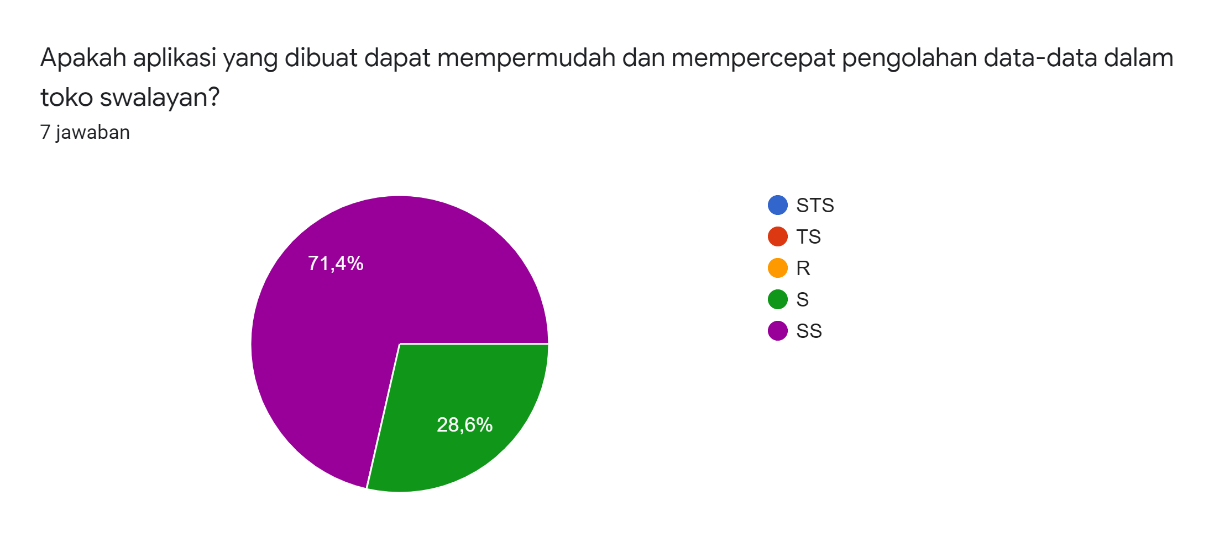 Apakah aplikasi yang dibuat dapat mempermudah dan mempercepat pengolahan data-data dalam
toko swalayan?
7 jawaban
71,4%
28,6%
STS
TS
R
S
SS